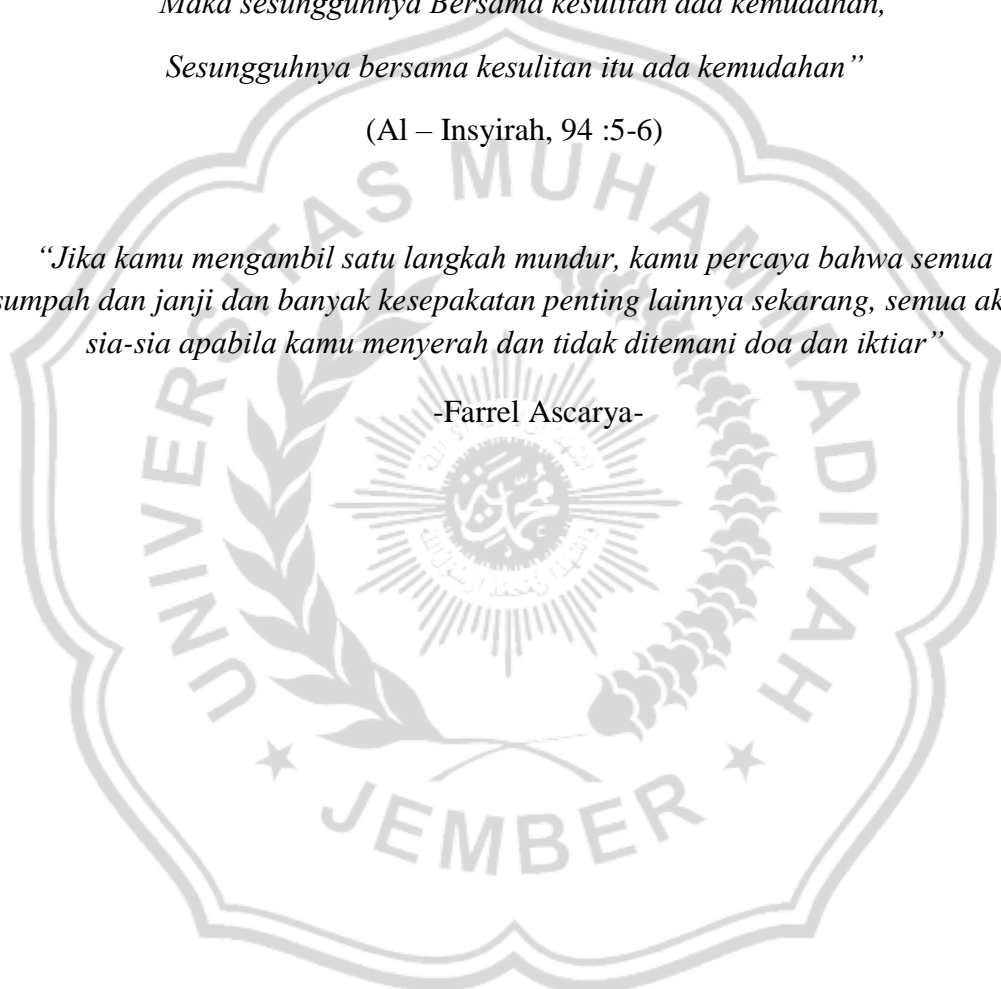 Maka sesungguhnya Bersama kesulitan ada kemudahan,
Sesungguhnya bersama kesulitan itu ada kemudahan”
(Al – Insyirah, 94 :5-6)
“Jika kamu mengambil satu langkah mundur, kamu percaya bahwa semua
sumpah dan janji dan banyak kesepakatan penting lainnya sekarang, semua
sia-sia apabila kamu menyerah dan tidak ditemani doa dan iktiar”
-Farrel Ascarya-
UNIVERSITAS MUHAMMADIYAH
JEMBER